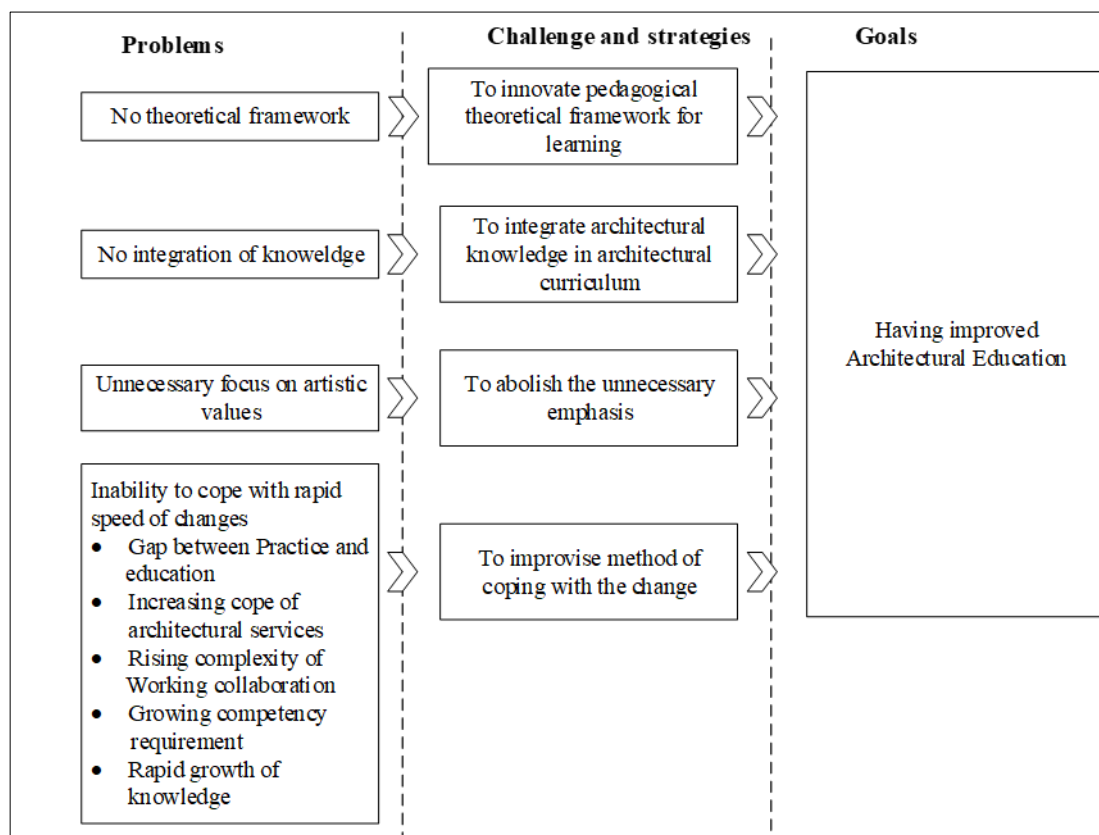 Problems
Challenge and strategies
Goals
No theoretical framework
To innovate pedagogical
theoretical framework for
learning
No integration of knoweldge
To integrate architectural
knowledge in architectural
curriculum
Unnecessary focus on artistic
values
To abolish the unnecessary
emphasis
Having improved
Architectural Education
Inability to cope with rapid
speed of changes
● Gap between Practice and
education
● Increasing cope of
architectural services
● Rising complexity of
Working collaboration
● Growing competency
requirement
● Rapid growth of
knowledge
To improvise method of
coping with the change